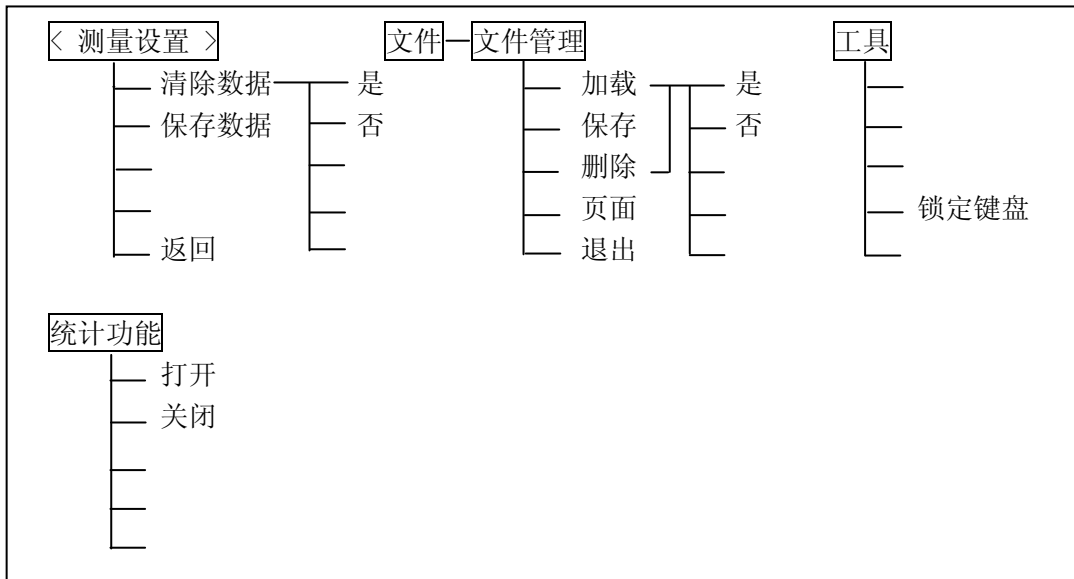 < 测量设置 >
清除数据
是
保存数据
否
返回
文件
文件管理
加载
是
保存
否
删除
页面
退出
工具
锁定键盘
统计功能
打开
关闭